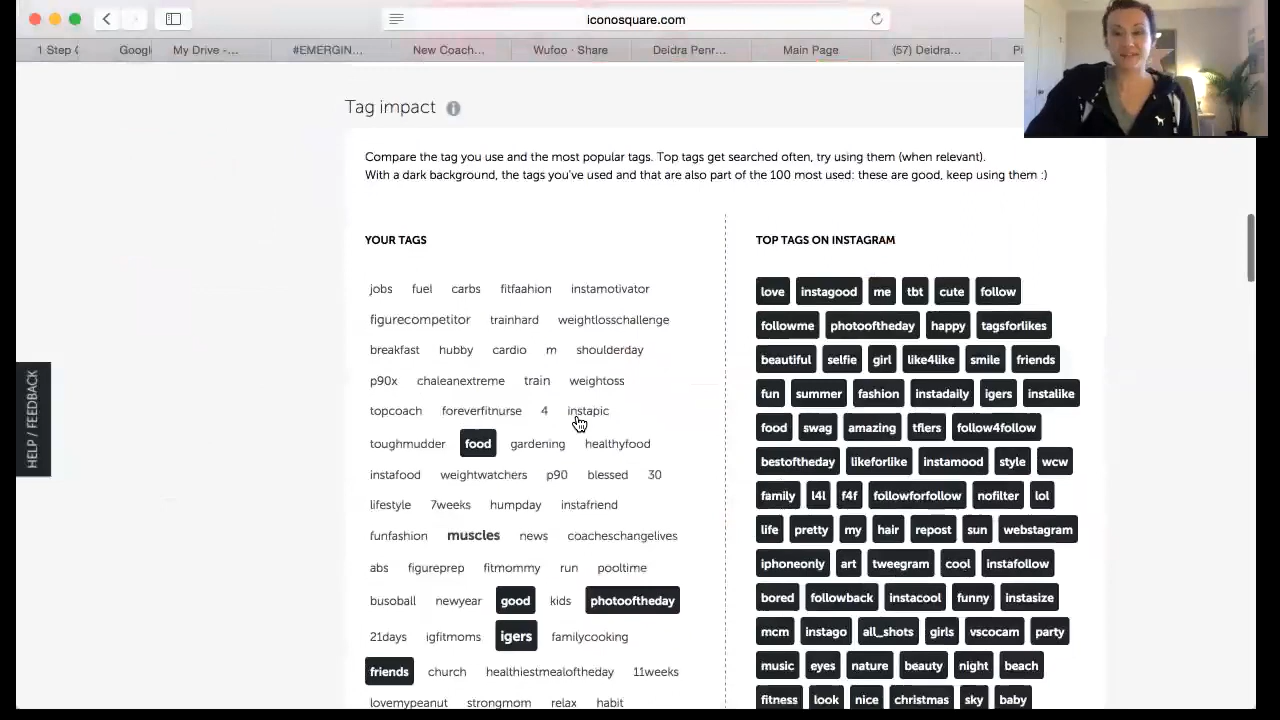 iconosquare.com
1 Step (
Googl
My Drive -...
#EMERGIN...
New Coach...
Wufoo · Share
Deidra Penr...
Main Page
(57) Deidra...
Pi
Tag impact
Compare the tag you use and the most popular tags. Top tags get searched often, try using them (when relevant).
With a dark background, the tags you've used and that are also part of the 100 most used: these are good, keep using them :)
HELP / FEEDBACK
YOUR TAGS
jobs fuel carbs fitfaahion instamotivator
figurecompetitor trainhard weightlosschallenge
breakfast hubby cardio m shoulderday
p90x chaleanextreme train weightoss
topcoach foreverfitnurse 4 instapic
toughmudder food gardening healthyfood
instafood weightwatchers p90 blessed 30
lifestyle 7weeks humpday instafriend
funfashion muscles news coacheschangelives
abs figureprep fitmommy run pooltime
busoball newyear good kids photooftheday
21days igfitmoms igers familycooking
friends church healthiestmealoftheday 11weeks
lovemypeanut strongmom relax habit
TOP TAGS ON INSTAGRAM
love instagood me tbt cute follow
followme photooftheday happy tagsforlikes
beautiful selfie girl like4like smile friends
fun summer fashion instadaily igers instalike
food swag amazing tflers follow4follow
bestoftheday likeforlike instamood style wcw
family l4l f4f followforfollow nofilter lol
life pretty my hair repost sun webstagram
iphoneonly art tweegram cool instafollow
bored followback instacool funny instasize
mcm instago all_shots girls vscocam party
music eyes nature beauty night beach
fitness look nice christmas sky baby